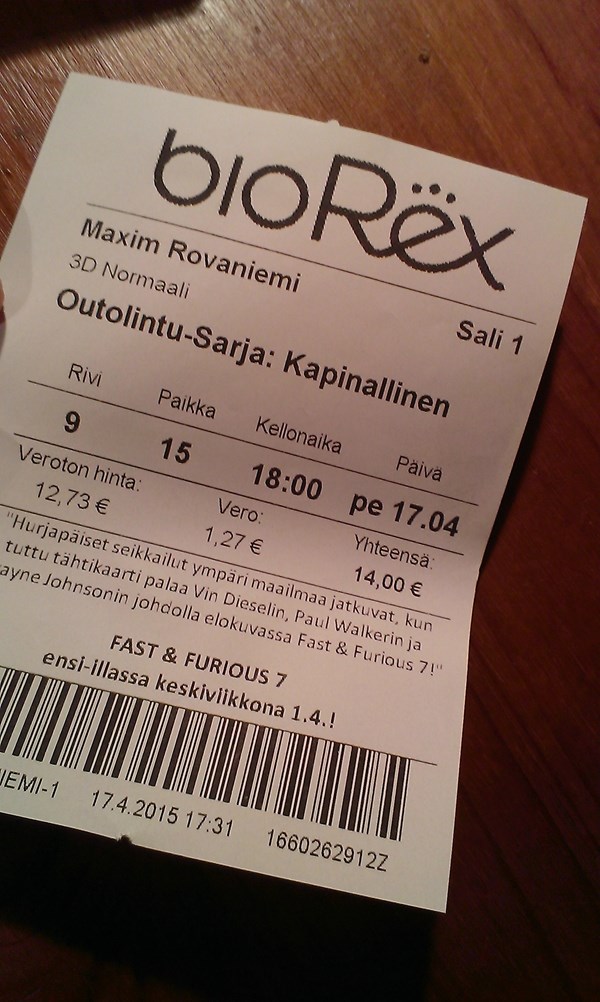 bioRëx
Maxim Rovaniemi
3D Normaali
Sali 1
Outolintu-Sarja: Kapinallinen
Rivi Paikka Kellonaika Päivä
9 15 18:00 pe 17.04
Veroton hinta: Vero: Yhteensä:
12,73 € 1,27 € 14,00 €
"Hurjapäiset seikkailut ympäri maailmaa jatkuvat, kun
tuttu tähtikaarti palaa Vin Dieselin, Paul Walkerin ja
ayne Johnsonin johdolla elokuvassa Fast & Furious 7!"
FAST & FURIOUS 7
ensi-illassa keskiviikkona 1.4.!
IEMI-1 17.4.2015 17:31 1660262912Z